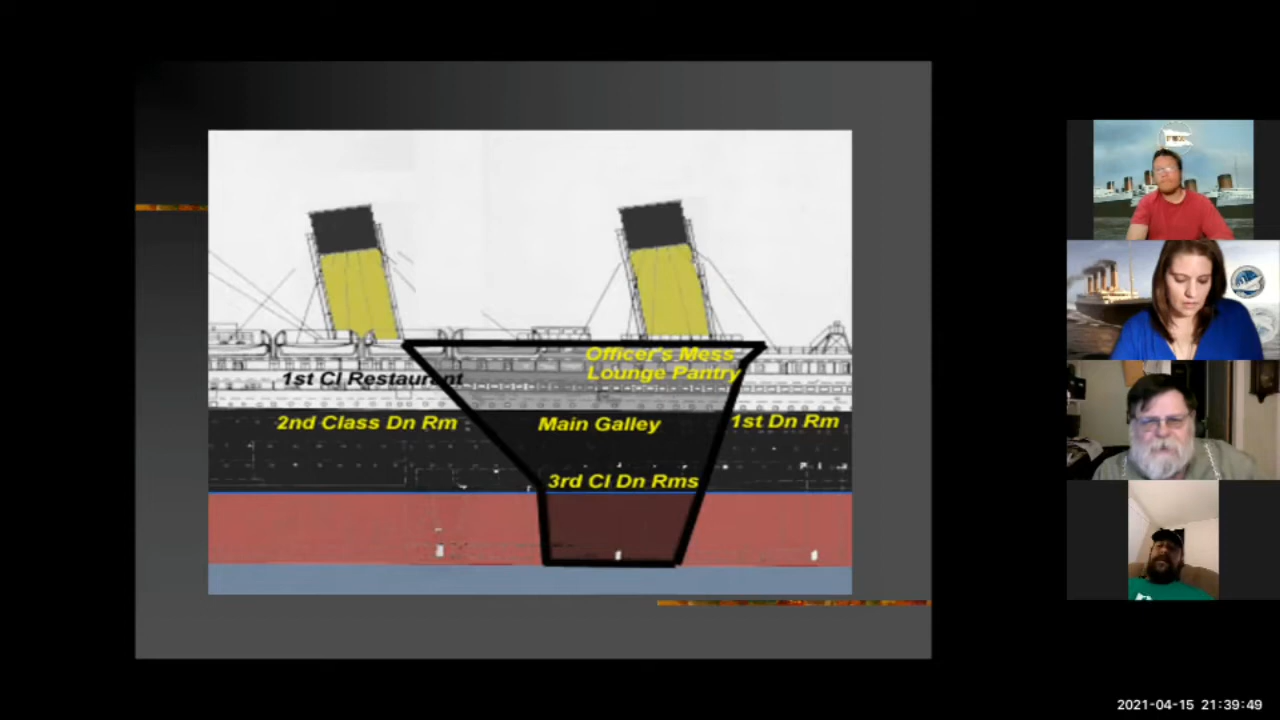 Officer's Mess
Lounge Pantry
1st Cl Restaurant
2nd Class Dn Rm
Main Galley
1st Dn Rm
3rd Cl Dn Rms
2021-04-15 21:39:49